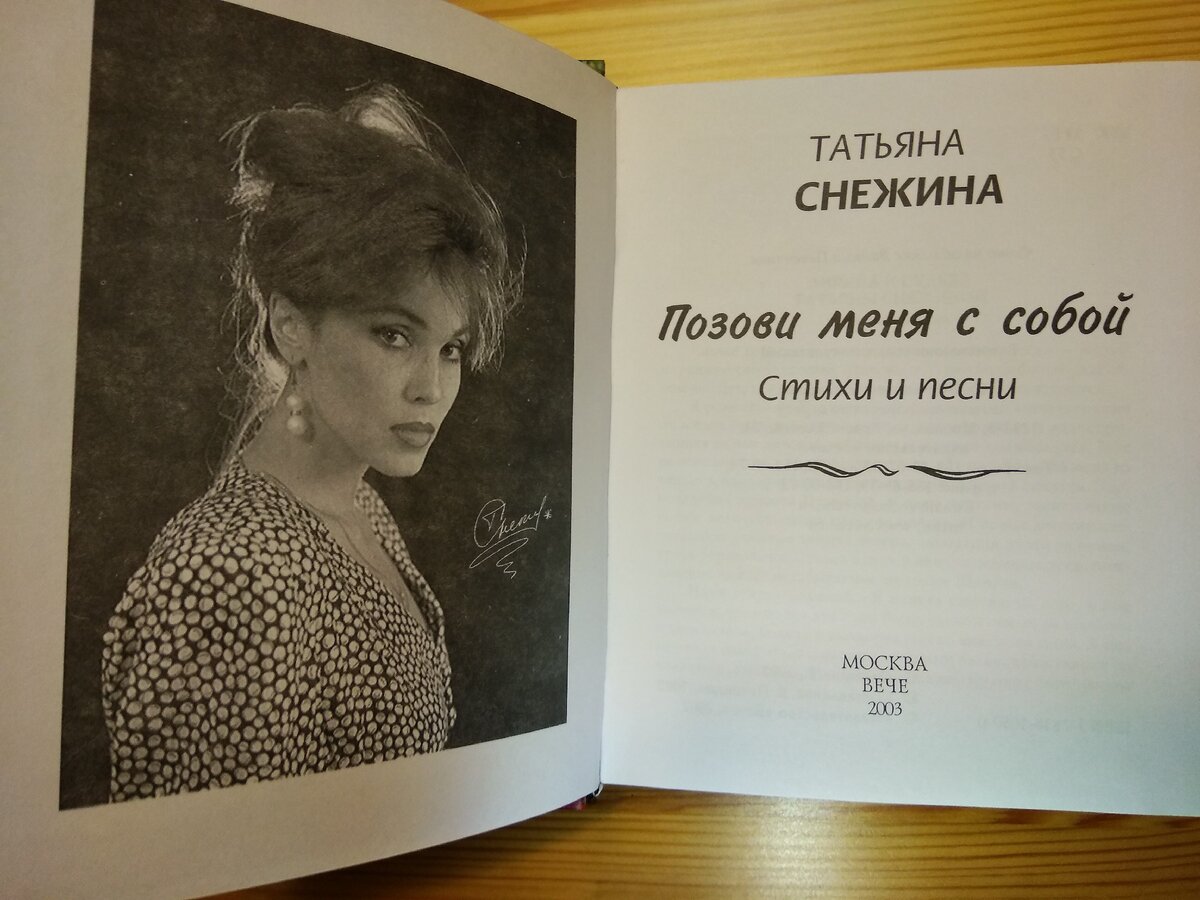 ТАТЬЯНА
СНЕЖИНА
Позови меня с собой
Стихи и песни
МОСКВА
ВЕЧЕ
2003